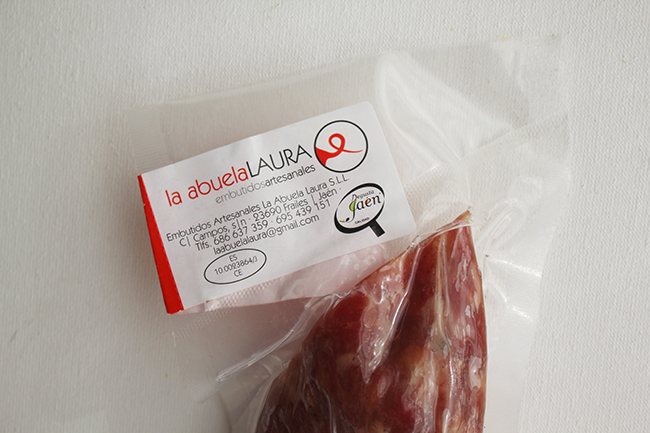 la abuelaLAURA
embutidosartesanales
Embutidos Artesanales La Abuela Laura S.L.L.
C| Campos, s|n · 23690 Frailes | Jaén ·
Tlfs. 686 637 359 · 695 439 151
laabuelalaura@gmail.com
Degusta
Jaén
CALIDAD
ES
10.0023864/J
CE